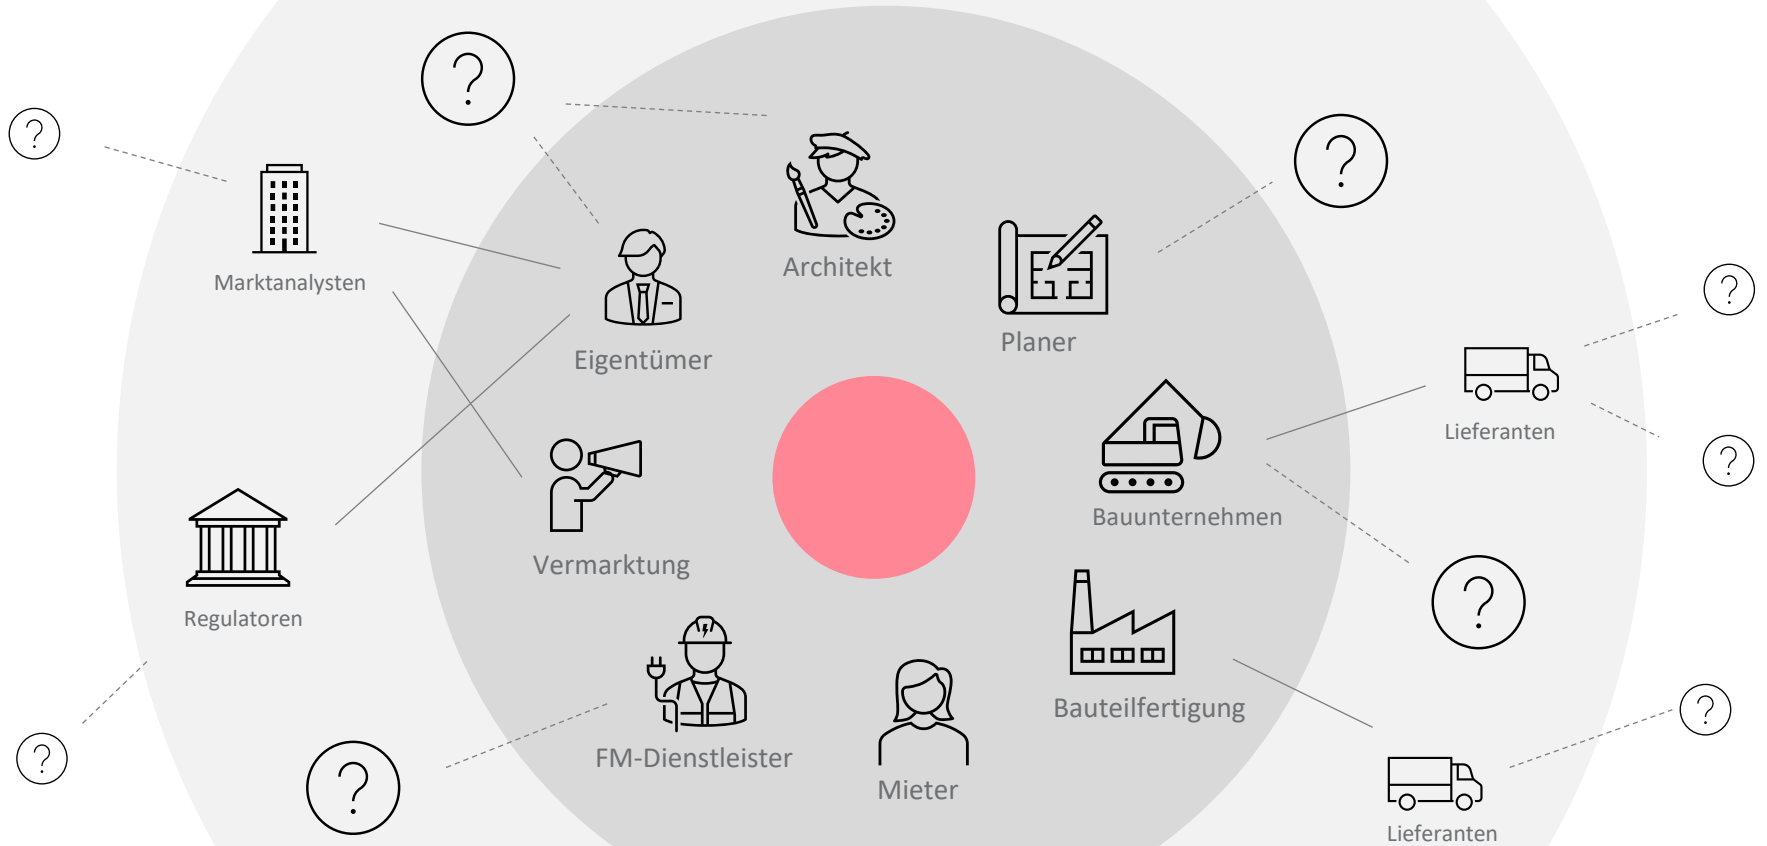 ?
?
?
Architekt
Marktanalysten
?
Planer
Eigentümer
?
Lieferanten
?
Bauunternehmen
Vermarktung
Regulatoren
?
Bauteilfertigung
?
FM-Dienstleister
?
Mieter
?
Lieferanten